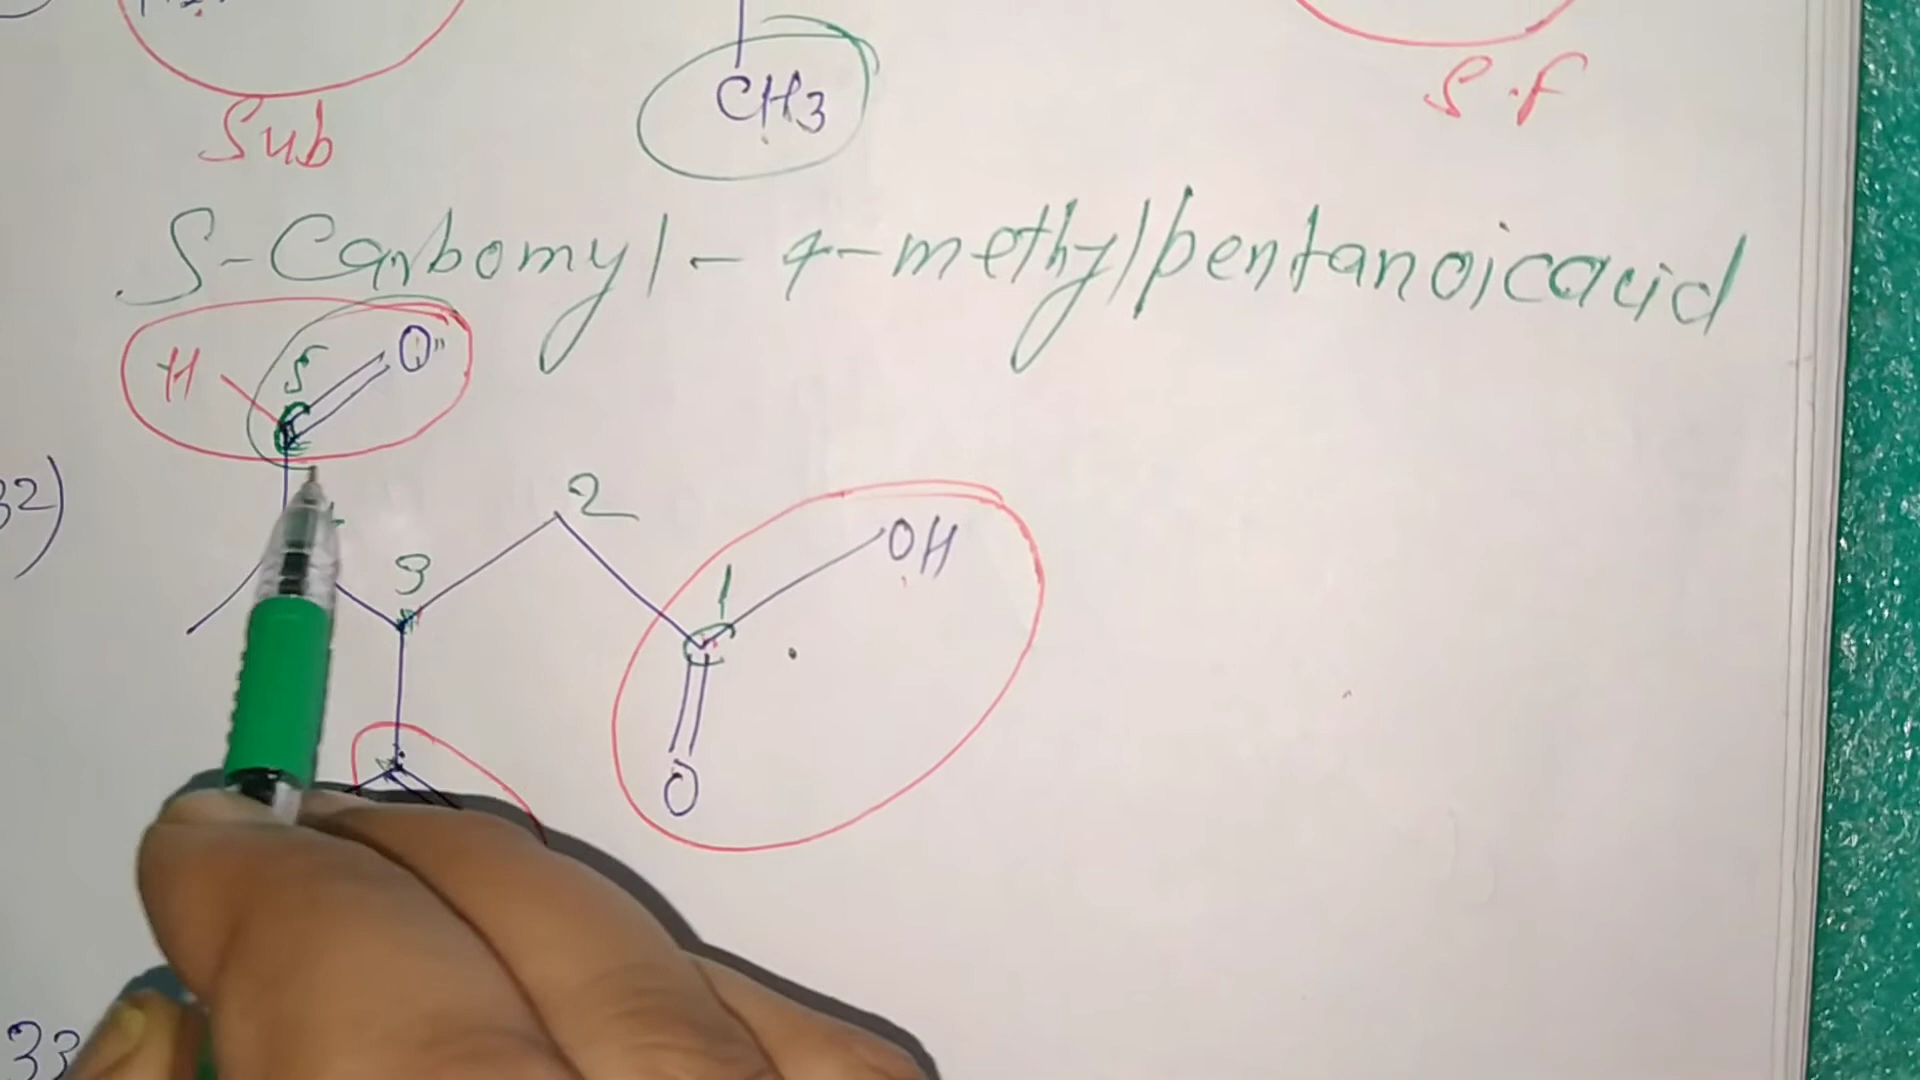 CH3
Sub
S.F
5-Carbomyl-4-methylpentanoicacid
H 5 O
32)
2
3
1 OH
O
33